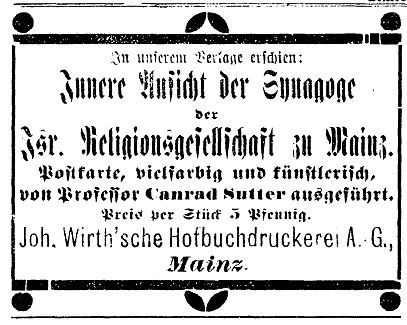 In unserem Verlage erschien:
Innere Ansicht der Synagoge
der
Isr. Religionsgesellschaft zu Mainz.
Postkarte, vielfarbig und künstlerisch,
von Professor Canrad Sutter ausgeführt.
Preis per Stück 5 Pfennig.
Joh. Wirth'sche Hofbuchdruckerei A.-G.,
Mainz.